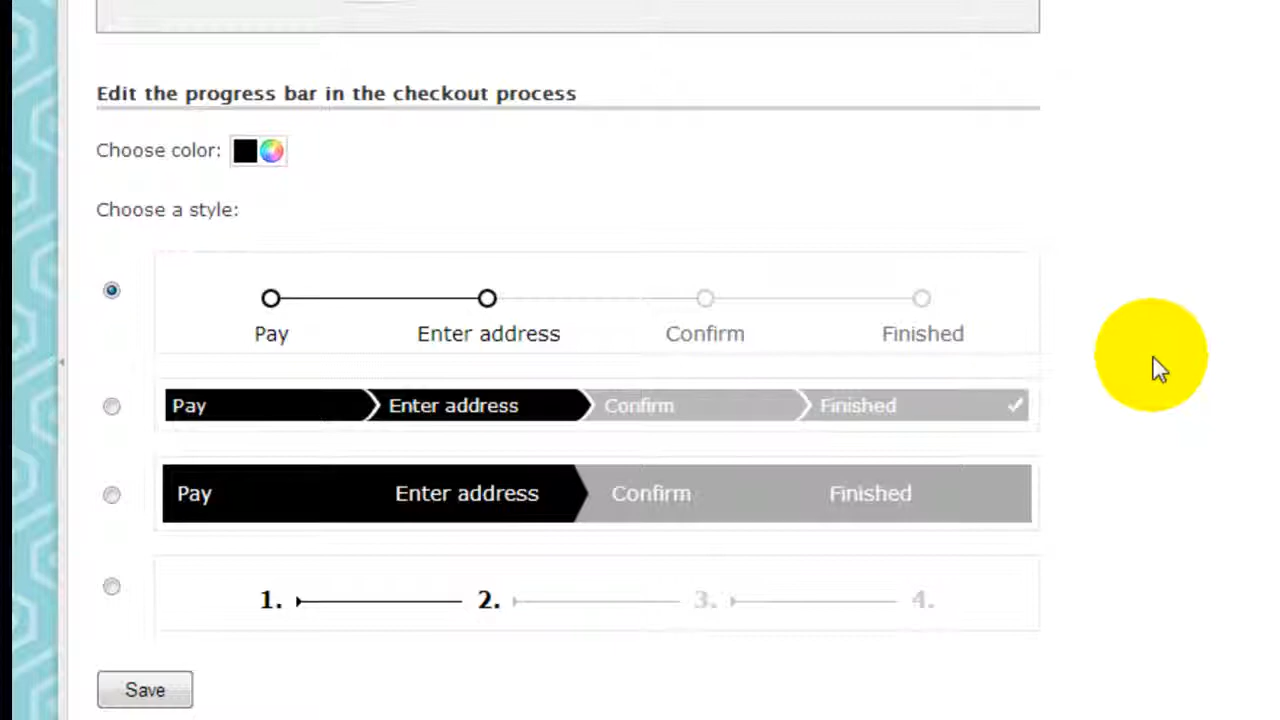 Edit the progress bar in the checkout process
Choose color:
Choose a style:
Pay Enter address Confirm Finished
Pay Enter address Confirm Finished
Pay Enter address Confirm Finished
1. 2. 3. 4.
Save